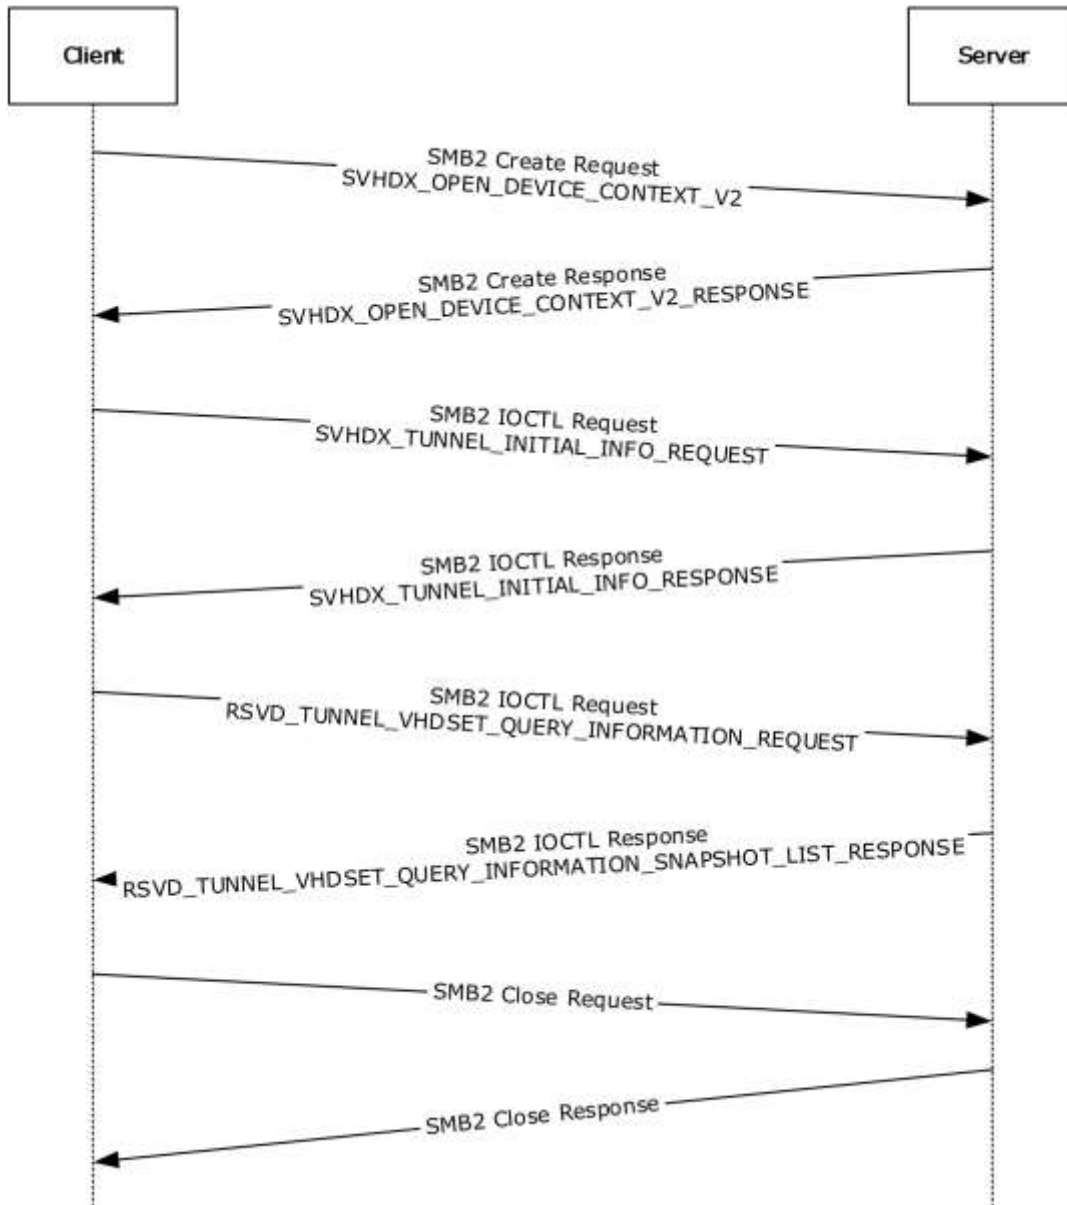 Client
Server
SMB2 Create Request
SVHDX_OPEN_DEVICE_CONTEXT_V2
SMB2 Create Response
SVHDX_OPEN_DEVICE_CONTEXT_V2_RESPONSE
SMB2 IOCTL Request
SVHDX_TUNNEL_INITIAL_INFO_REQUEST
SMB2 IOCTL Response
SVHDX_TUNNEL_INITIAL_INFO_RESPONSE
SMB2 IOCTL Request
RSVD_TUNNEL_VHDSET_QUERY_INFORMATION_REQUEST
SMB2 IOCTL Response
RSVD_TUNNEL_VHDSET_QUERY_INFORMATION_SNAPSHOT_LIST_RESPONSE
SMB2 Close Request
SMB2 Close Response